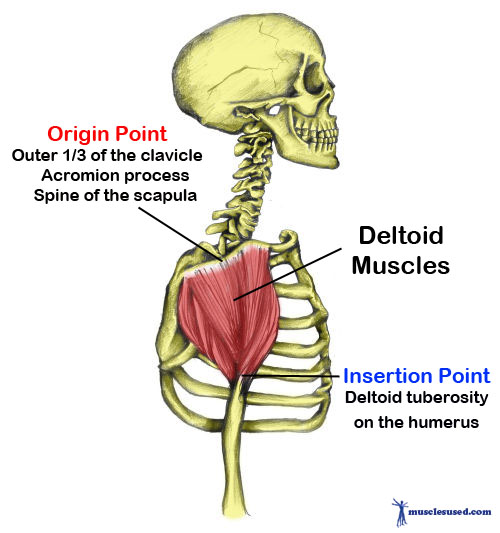 Origin Point
Outer 1/3 of the clavicle
Acromion process
Spine of the scapula
Deltoid
Muscles
Insertion Point
Deltoid tuberosity
on the humerus
musclesused.com